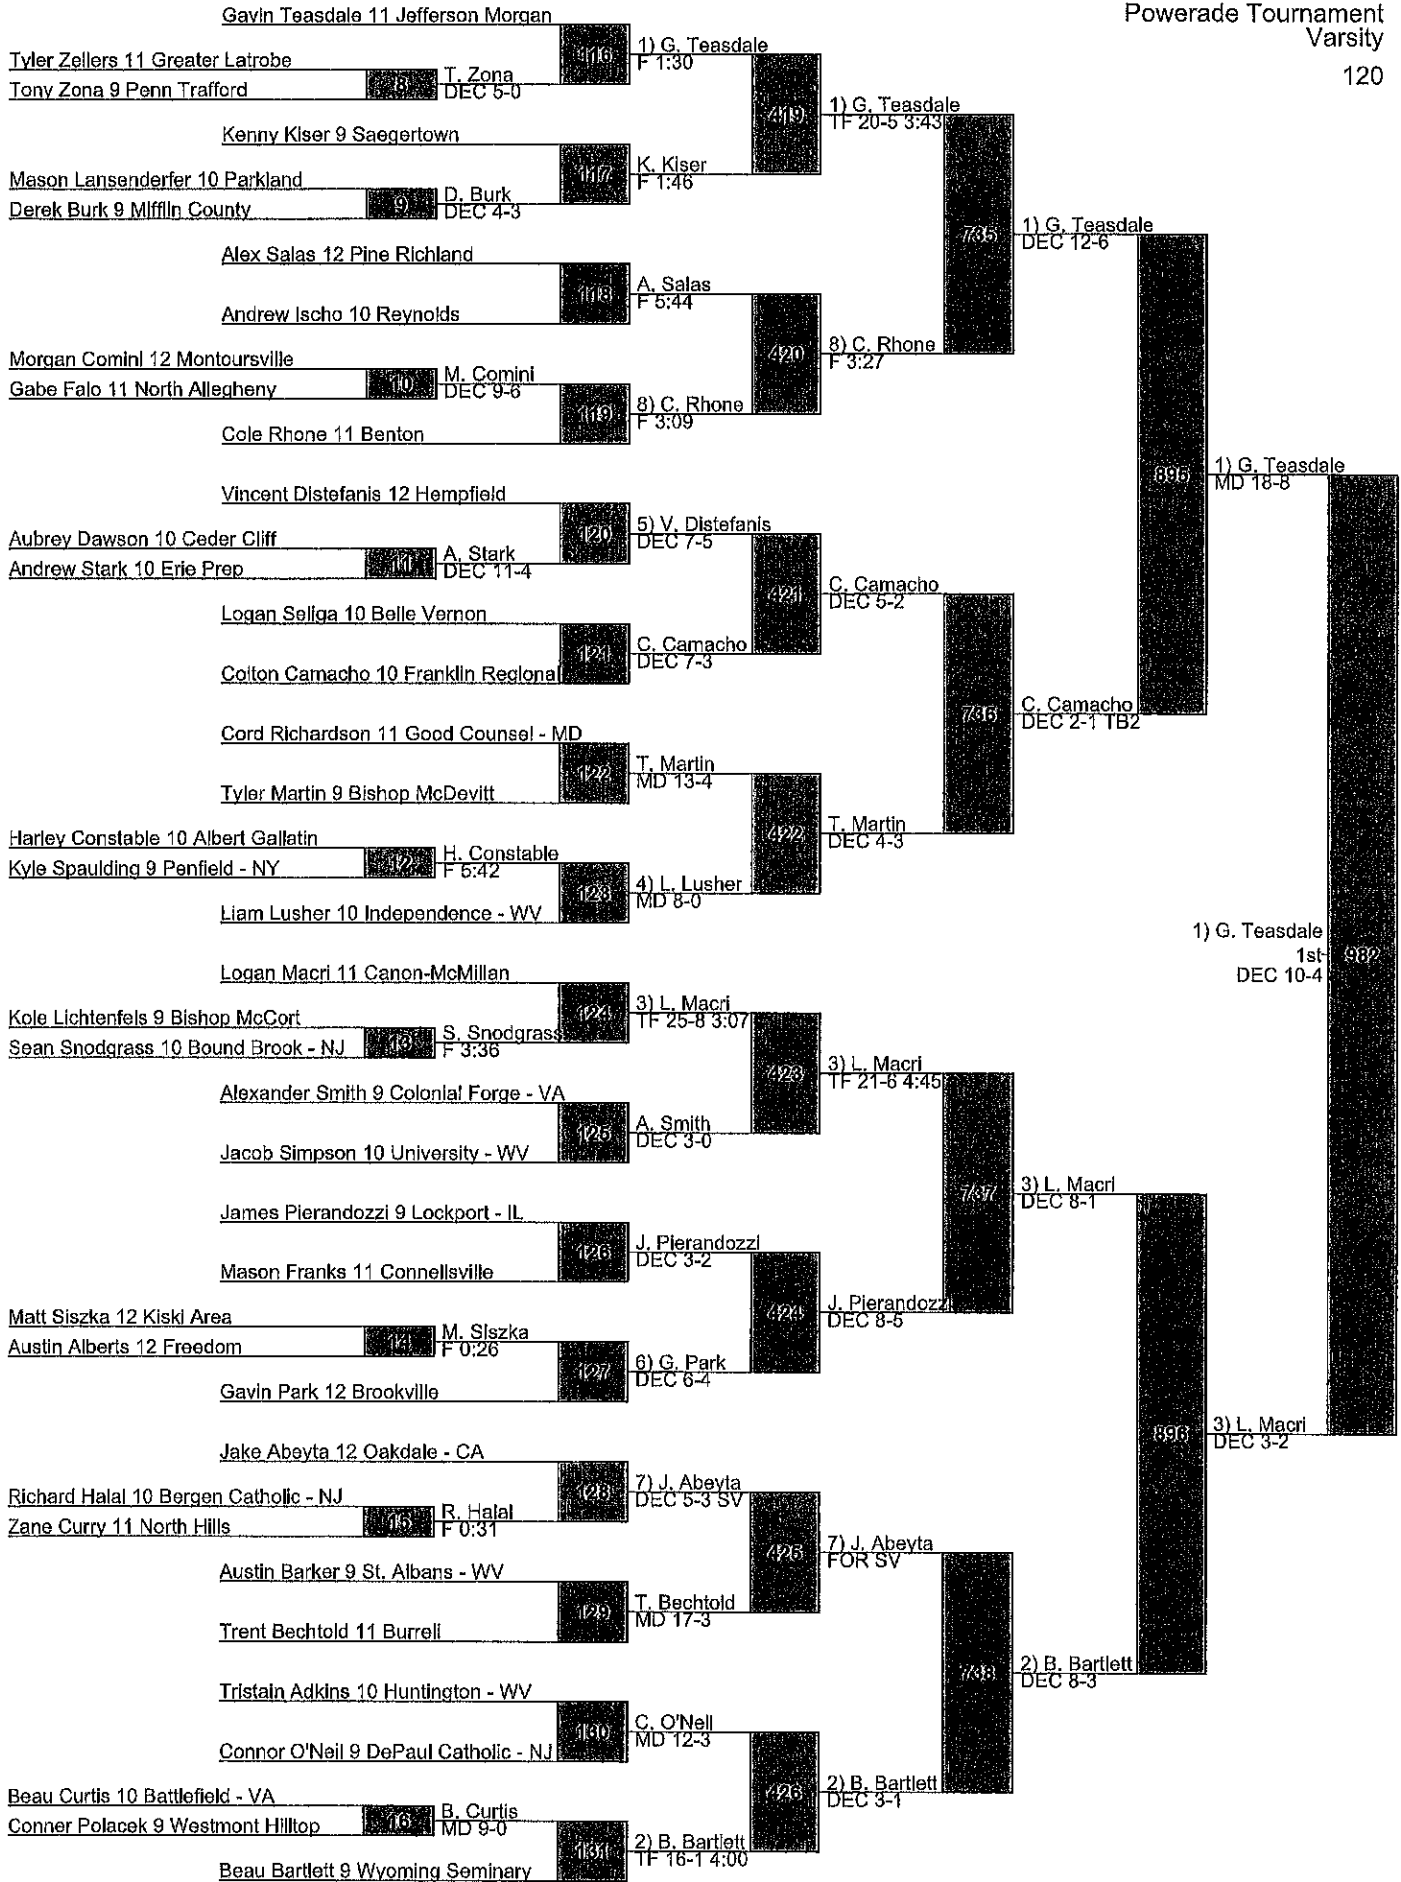 Powerade Tournament
Varsity
120
Gavin Teasdale 11 Jefferson Morgan
116
1) G. Teasdale
F 1:30
Tyler Zellers 11 Greater Latrobe
8
T. Zona
DEC 5-0
Tony Zona 9 Penn Trafford
419
1) G. Teasdale
TF 20-5 3:43
Kenny Kiser 9 Saegertown
117
K. Kiser
F 1:46
Mason Lansenderfer 10 Parkland
9
D. Burk
DEC 4-3
Derek Burk 9 Mifflin County
735
1) G. Teasdale
DEC 12-6
Alex Salas 12 Pine Richland
118
A. Salas
F 5:44
Andrew Ischo 10 Reynolds
420
8) C. Rhone
F 3:27
Morgan Comini 12 Montoursville
10
M. Comini
DEC 9-6
Gabe Falo 11 North Allegheny
119
8) C. Rhone
F 3:09
Cole Rhone 11 Benton
895
1) G. Teasdale
MD 18-8
Vincent Distefanis 12 Hempfield
120
5) V. Distefanis
DEC 7-5
Aubrey Dawson 10 Ceder Cliff
11
A. Stark
DEC 11-4
Andrew Stark 10 Erie Prep
421
C. Camacho
DEC 5-2
Logan Seliga 10 Belle Vernon
121
C. Camacho
DEC 7-3
Colton Camacho 10 Franklin Regional
736
C. Camacho
DEC 2-1 TB2
Cord Richardson 11 Good Counsel - MD
122
T. Martin
MD 13-4
Tyler Martin 9 Bishop McDevitt
422
T. Martin
DEC 4-3
Harley Constable 10 Albert Gallatin
12
H. Constable
F 5:42
Kyle Spaulding 9 Penfield - NY
123
4) L. Lusher
MD 8-0
Liam Lusher 10 Independence - WV
1) G. Teasdale
1st
982
DEC 10-4
Logan Macri 11 Canon-McMillan
124
3) L. Macri
TF 25-8 3:07
Kole Lichtenfels 9 Bishop McCort
13
S. Snodgrass
F 3:36
Sean Snodgrass 10 Bound Brook - NJ
423
3) L. Macri
TF 21-6 4:45
Alexander Smith 9 Colonial Forge - VA
125
A. Smith
DEC 3-0
Jacob Simpson 10 University - WV
737
3) L. Macri
DEC 8-1
James Pierandozzi 9 Lockport - IL
126
J. Pierandozzi
DEC 3-2
Mason Franks 11 Connellsville
424
J. Pierandozzi
DEC 8-5
Matt Siszka 12 Kiski Area
14
M. Siszka
F 0:26
Austin Alberts 12 Freedom
127
6) G. Park
DEC 6-4
Gavin Park 12 Brookville
896
3) L. Macri
DEC 3-2
Jake Abeyta 12 Oakdale - CA
128
7) J. Abeyta
DEC 5-3 SV
Richard Halal 10 Bergen Catholic - NJ
15
R. Halal
F 0:31
Zane Curry 11 North Hills
425
7) J. Abeyta
FOR SV
Austin Barker 9 St. Albans - WV
129
T. Bechtold
MD 17-3
Trent Bechtold 11 Burrell
738
2) B. Bartlett
DEC 8-3
Tristain Adkins 10 Huntington - WV
130
C. O'Neil
MD 12-3
Connor O'Neil 9 DePaul Catholic - NJ
426
2) B. Bartlett
DEC 3-1
Beau Curtis 10 Battlefield - VA
16
B. Curtis
MD 9-0
Conner Polacek 9 Westmont Hilltop
131
2) B. Bartlett
TF 16-1 4:00
Beau Bartlett 9 Wyoming Seminary